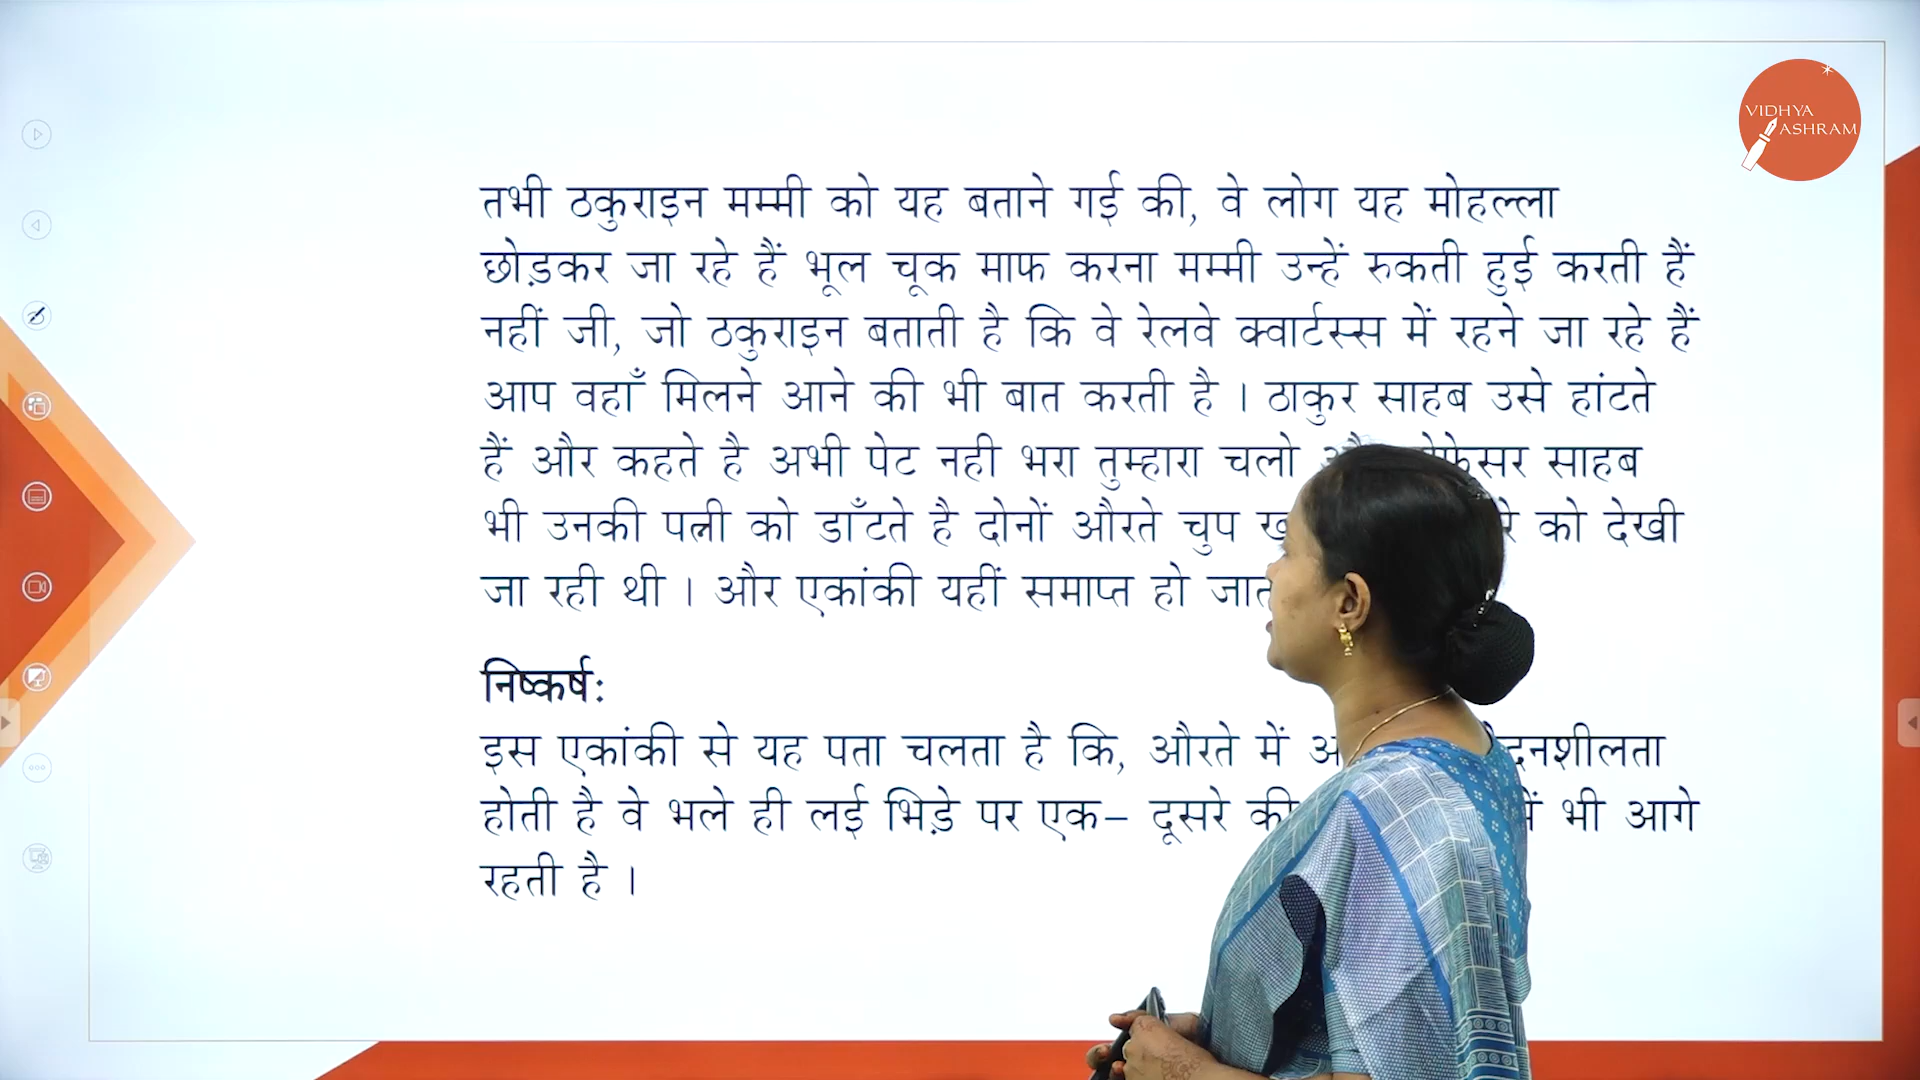 VIDHYA
ASHRAM
तभी ठकुराइन मम्मी को यह बताने गई की, वे लोग यह मोहल्ला
छोड़कर जा रहे हैं भूल चूक माफ करना मम्मी उन्हें रुकती हुई करती हैं
नहीं जी, जो ठकुराइन बताती है कि वे रेलवे क्वार्टस्स में रहने जा रहे हैं
आप वहाँ मिलने आने की भी बात करती है । ठाकुर साहब उसे हांटते
हैं और कहते है अभी पेट नही भरा तुम्हारा चलो साहब
भी उनकी पत्नी को डाँटते है दोनों औरते चुप को देखी
जा रही थी । और एकांकी यहीं समाप्त हो
निष्कर्ष:
इस एकांकी से यह पता चलता है कि, औरते में
होती है वे भले ही लई भिड़े पर एक– दूसरे की भी आगे
रहती है ।